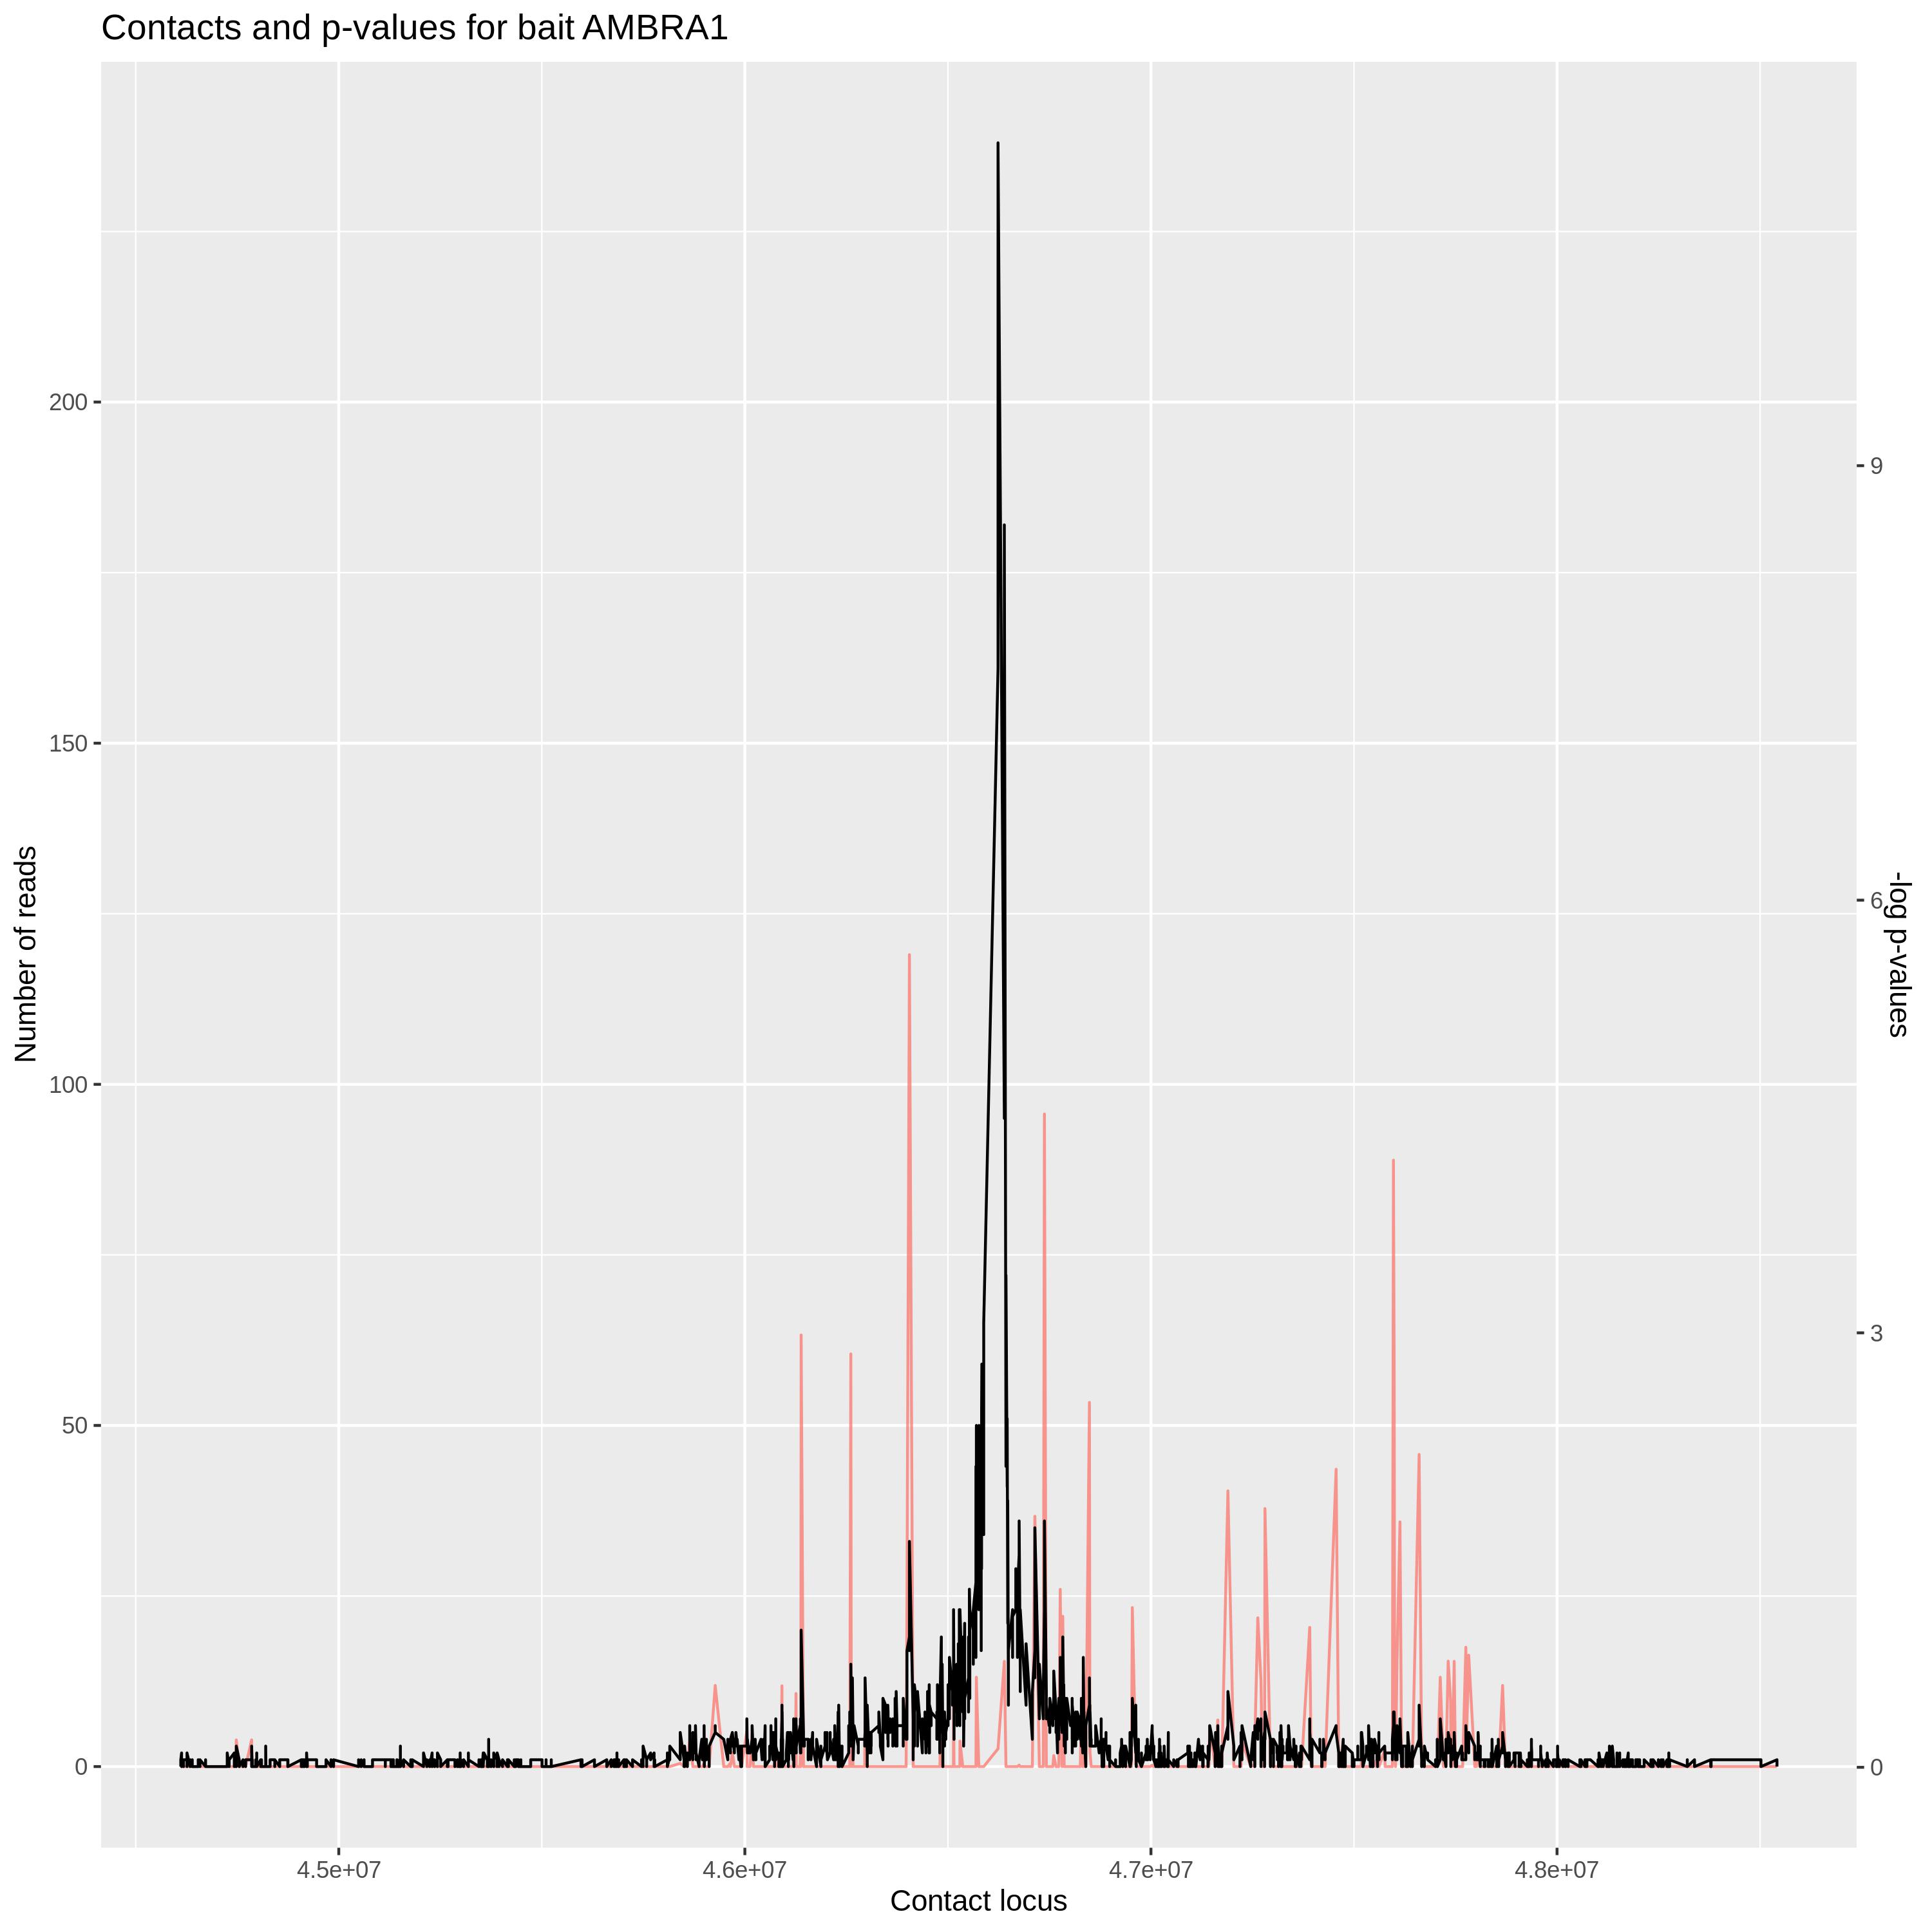 Contacts and p-values for bait AMBRA1
200
150
100
50
0
Number of reads
9
6
3
0
-log p-values
4.5e+07
4.6e+07
4.7e+07
4.8e+07
Contact locus